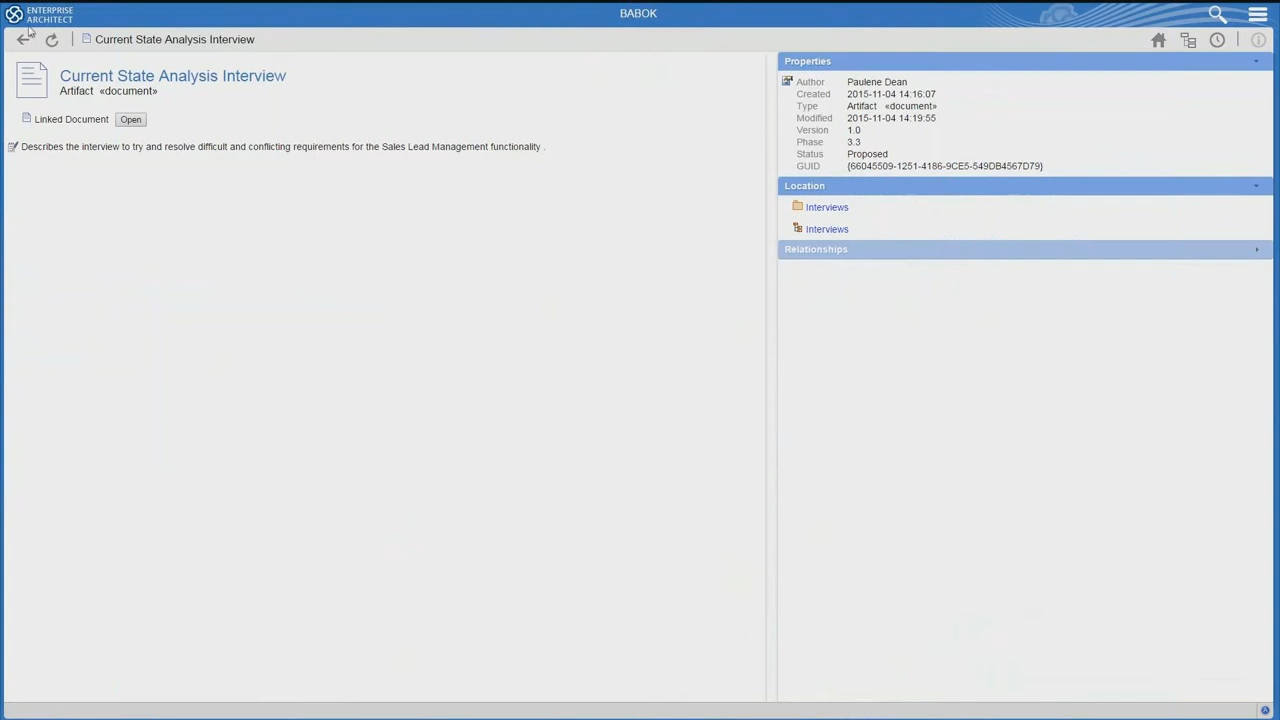 ENTERPRISE
ARCHITECT
BABOK
Current State Analysis Interview
Current State Analysis Interview
Artifact «document»
Linked Document Open
Describes the interview to try and resolve difficult and conflicting requirements for the Sales Lead Management functionality .
Properties
Author Paulene Dean
Created 2015-11-04 14:16:07
Type Artifact «document»
Modified 2015-11-04 14:19:55
Version 1.0
Phase 3.3
Status Proposed
GUID {66045509-1251-4186-9CE5-549DB4567D79}
Location
Interviews
Interviews
Relationships